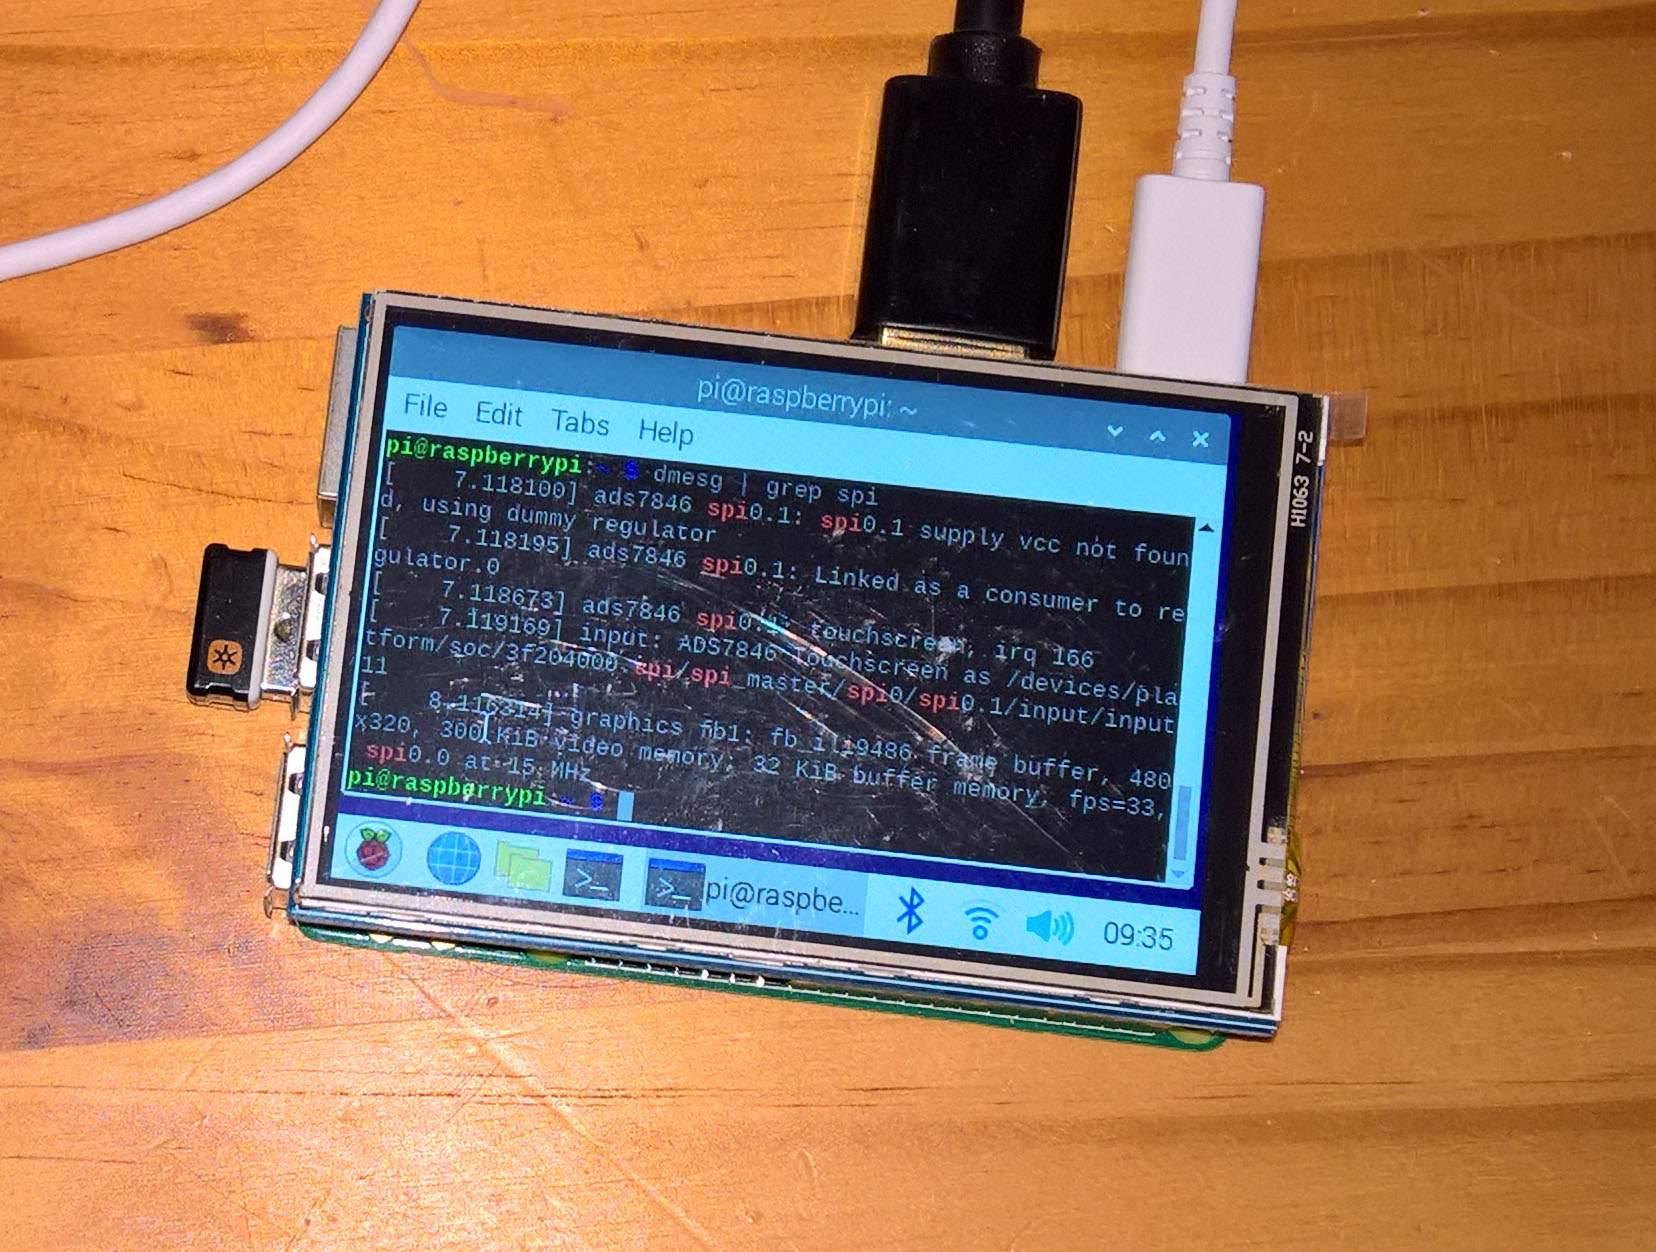 pi@raspberrypi: ~
File Edit Tabs Help
pi@raspberrypi:~ $ dmesg | grep spi
[    7.118100] ads7846 spi0.1: spi0.1 supply vcc not foun
d, using dummy regulator
[    7.118195] ads7846 spi0.1: Linked as a consumer to re
gulator.0
[    7.118673] ads7846 spi0.1: touchscreen, irq 166
[    7.119169] input: ADS7846 Touchscreen as /devices/pla
tform/soc/3f204000.spi/spi_master/spi0/spi0.1/input/input
11
[    8.116314] graphics fb1: fb_ili9486 frame buffer, 480
x320, 300 KiB video memory, 32 KiB buffer memory, fps=33,
spi0.0 at 15 MHz
pi@raspberrypi:~ $
>_ >_ pi@raspbe... 09:35
H1063 7-2